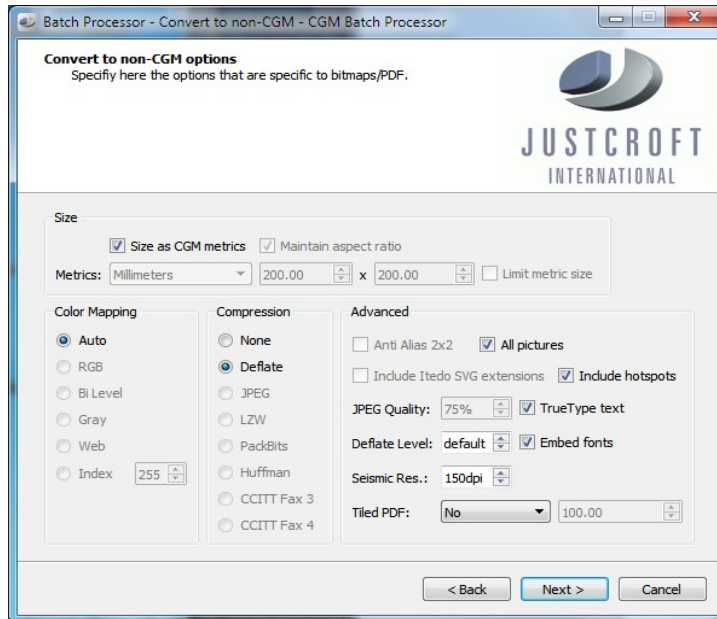 Batch Processor - Convert to non-CGM - CGM Batch Processor
Convert to non-CGM options
Specifiy here the options that are specific to bitmaps/PDF.
JUSTCROFT
INTERNATIONAL
Size
Size as CGM metrics Maintain aspect ratio
Metrics: Millimeters 200.00 x 200.00 Limit metric size
Color Mapping
Auto
RGB
Bi Level
Gray
Web
Index 255
Compression
None
Deflate
JPEG
LZW
PackBits
Huffman
CCITT Fax 3
CCITT Fax 4
Advanced
Anti Alias 2x2 All pictures
Include Itedo SVG extensions Include hotspots
JPEG Quality: 75% TrueType text
Deflate Level: default Embed fonts
Seismic Res.: 150dpi
Tiled PDF: No 100.00
< Back Next > Cancel